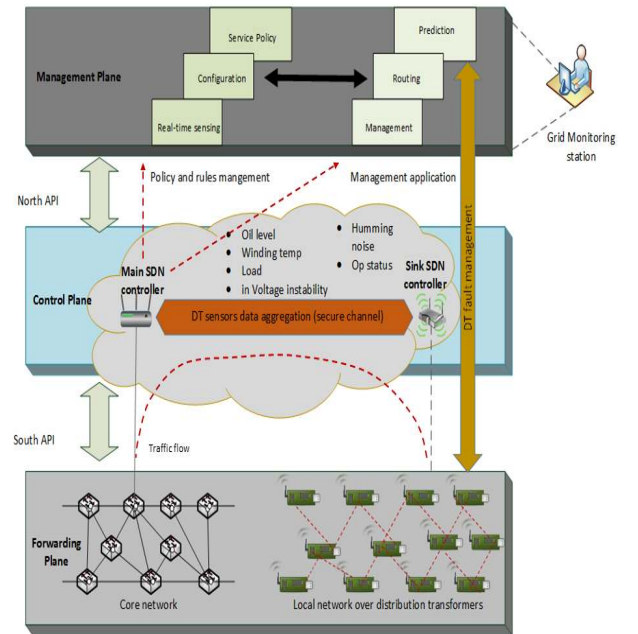 Service Policy
Prediction
Management Plane
Configuration
Routing
Real-time sensing
Management
Grid Monitoring
station
Policy and rules mangement
Management application
North API
Oil level
Winding temp
Load
in Voltage instability
Humming
noise
Op status
Main SDN
controller
Sink SDN
controller
Control Plane
DT sensors data aggregation (secure channel)
DT fault management
South API
Traffic flow
Forwarding
Plane
Core network
Local network over distribution transformers